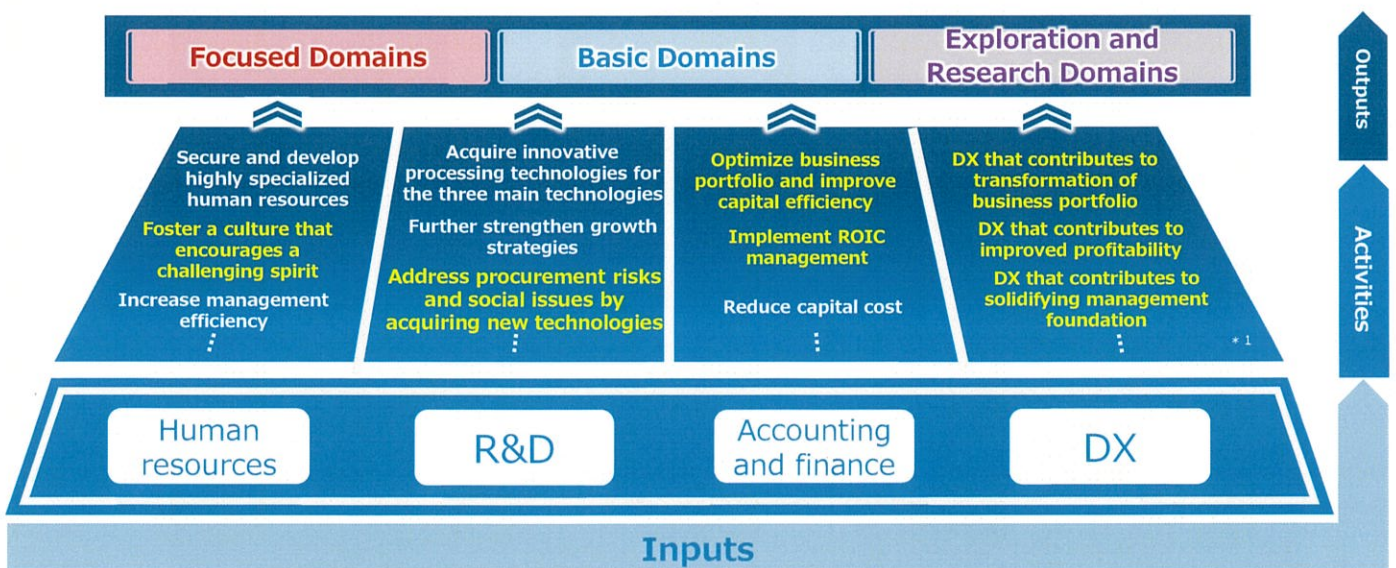 Focused Domains
Basic Domains
Exploration and
Research Domains
Outputs
Secure and develop
highly specialized
human resources
Foster a culture that
encourages a
challenging spirit
Increase management
efficiency
Acquire innovative
processing technologies for
the three main technologies
Further strengthen growth
strategies
Address procurement risks
and social issues by
acquiring new technologies
Optimize business
portfolio and improve
capital efficiency
Implement ROIC
management
Reduce capital cost
DX that contributes to
transformation of
business portfolio
DX that contributes to
improved profitability
DX that contributes to
solidifying management
foundation
* 1
Activities
Human
resources
R&D
Accounting
and finance
DX
Inputs